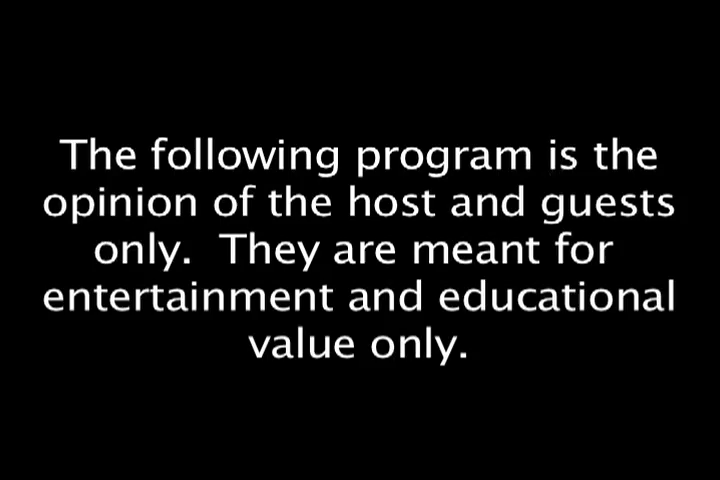 The following program is the
opinion of the host and guests
only.  They are meant for
entertainment and educational
value only.